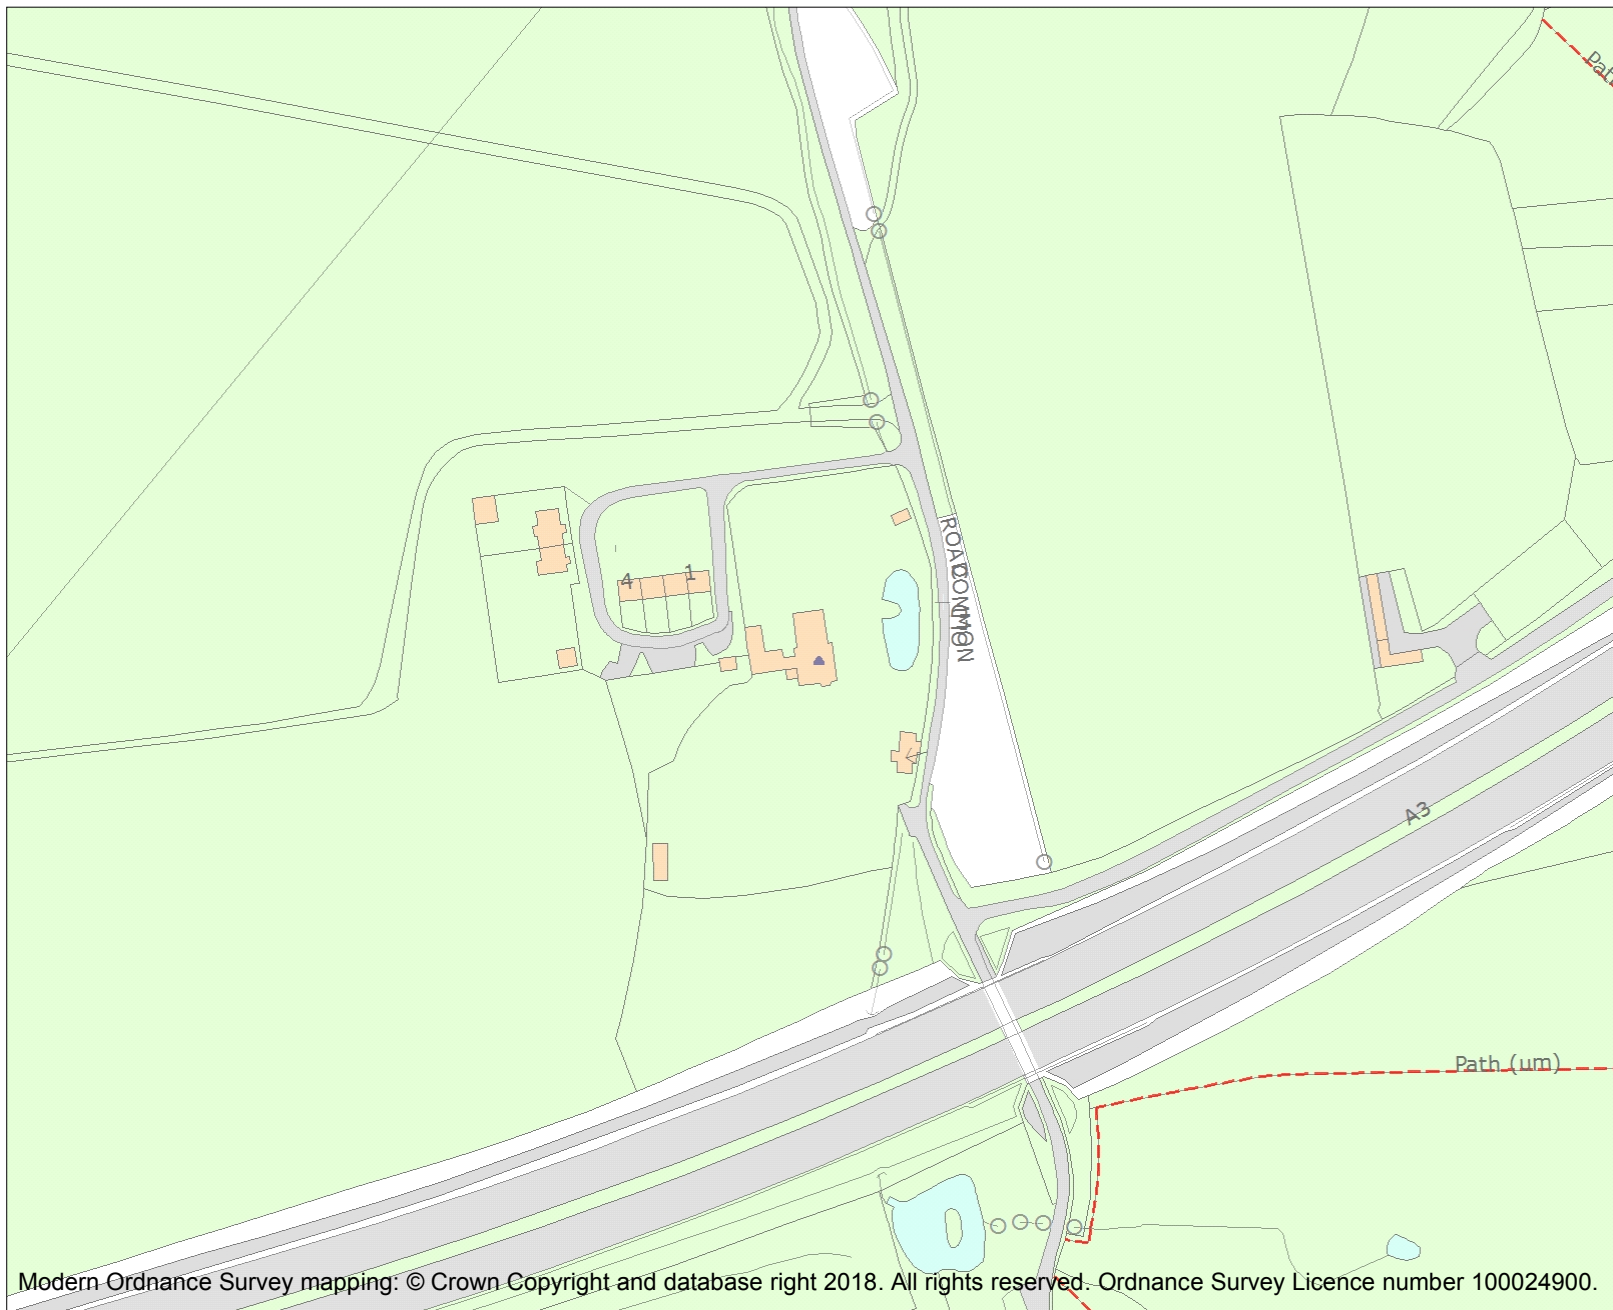 Path
4
1
ROAD
COMMON
A3
Path (um)
Modern Ordnance Survey mapping: © Crown Copyright and database right 2018. All rights reserved. Ordnance Survey Licence number 100024900.